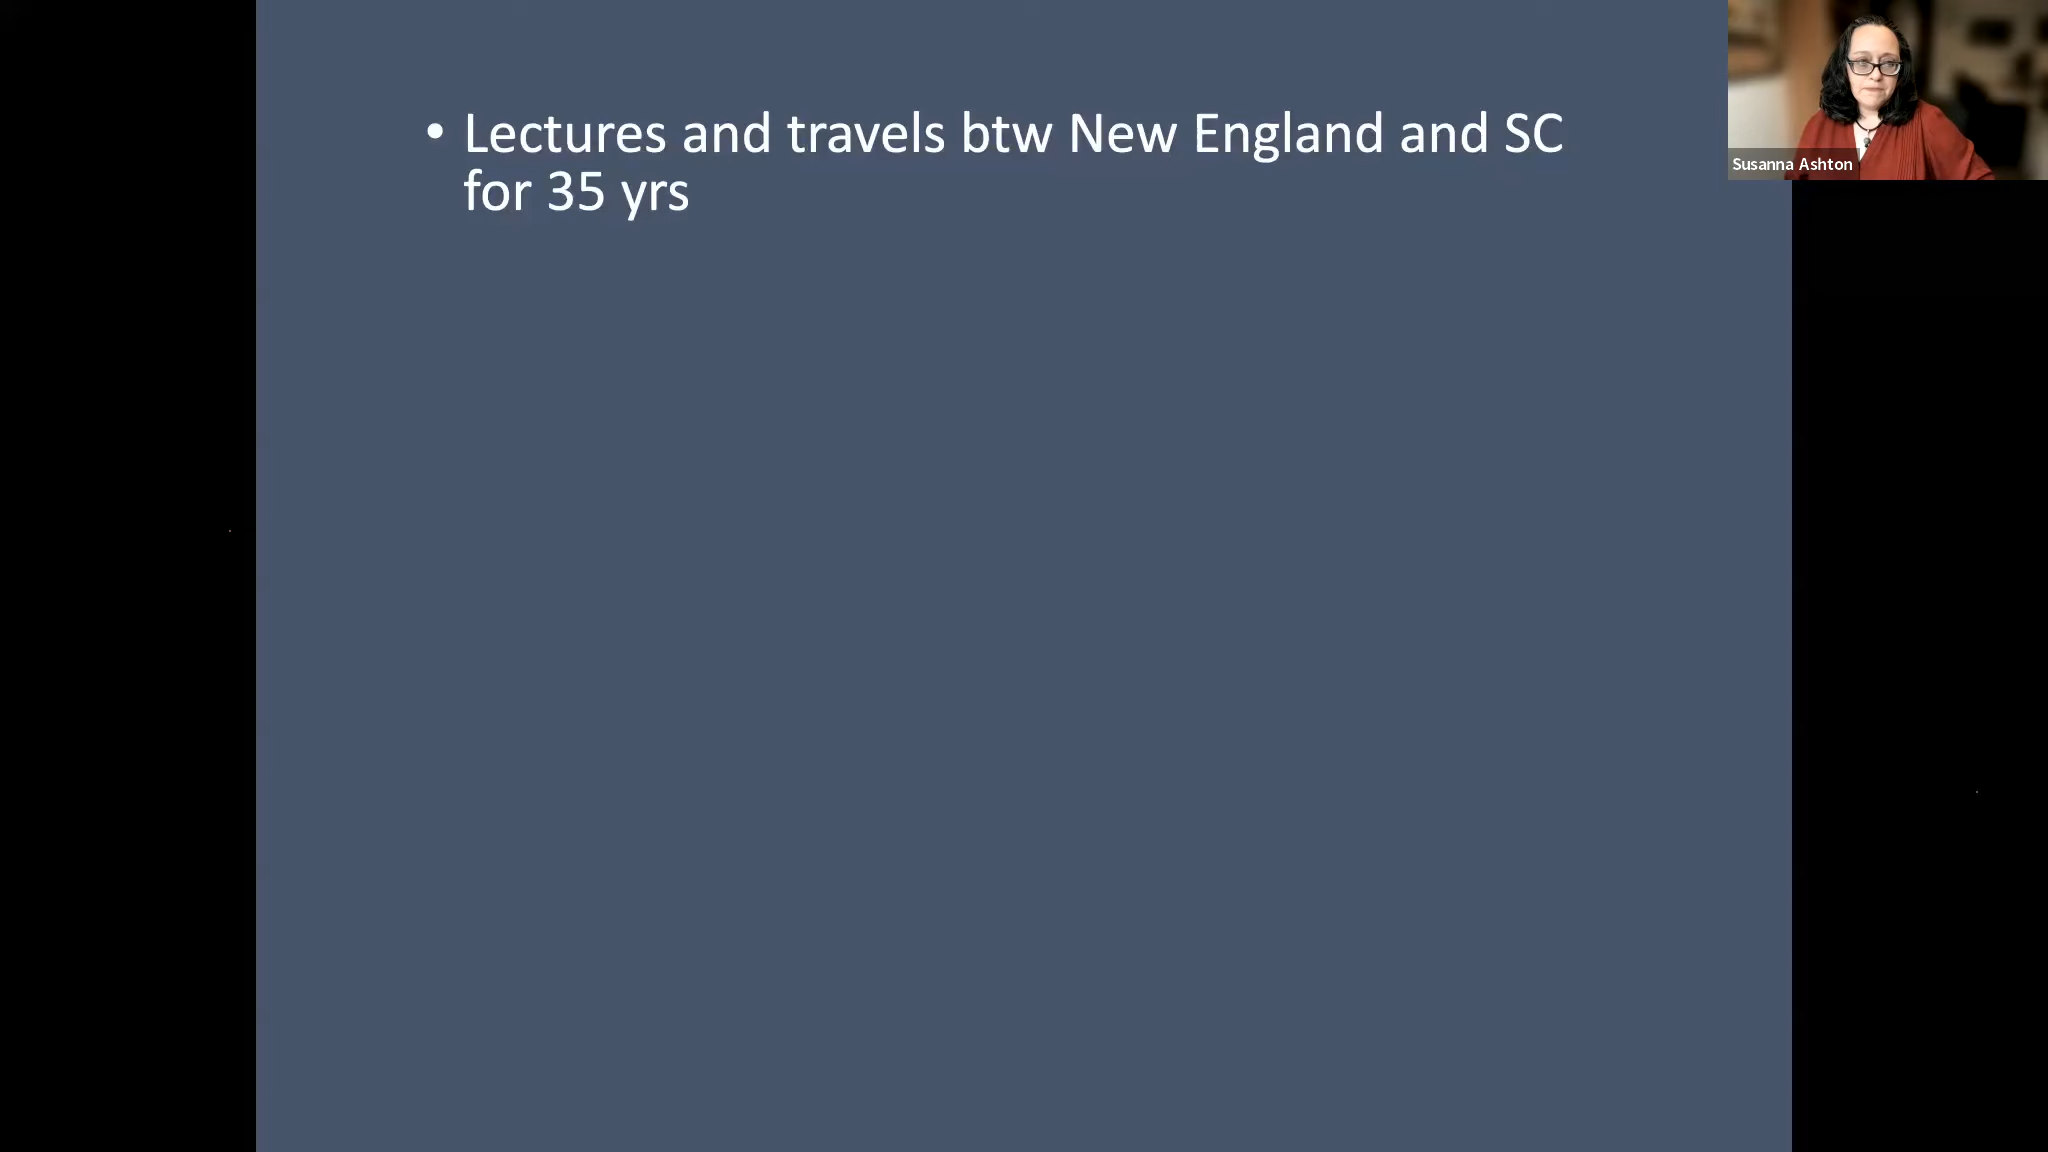 • Lectures and travels btw New England and SC
for 35 yrs
Susanna Ashton